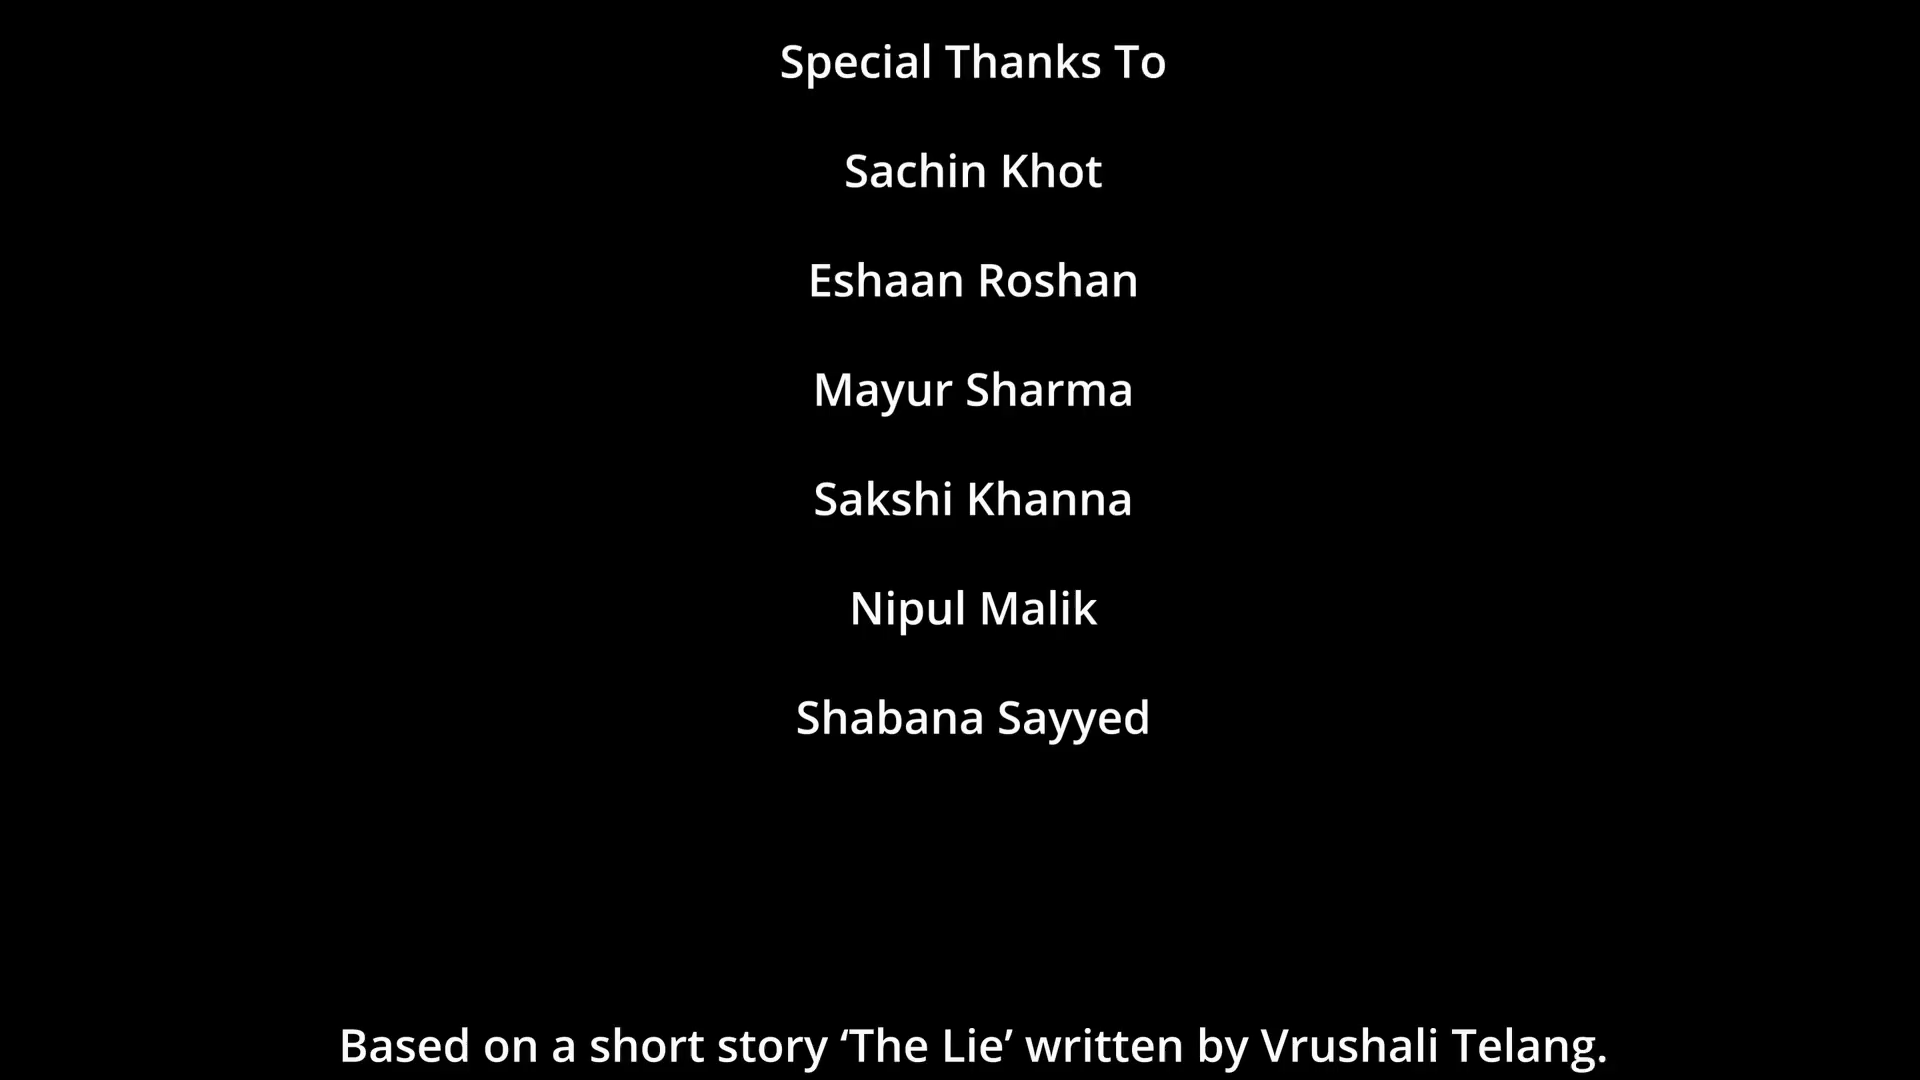 Special Thanks To
Sachin Khot
Eshaan Roshan
Mayur Sharma
Sakshi Khanna
Nipul Malik
Shabana Sayyed
Based on a short story ‘The Lie’ written by Vrushali Telang.